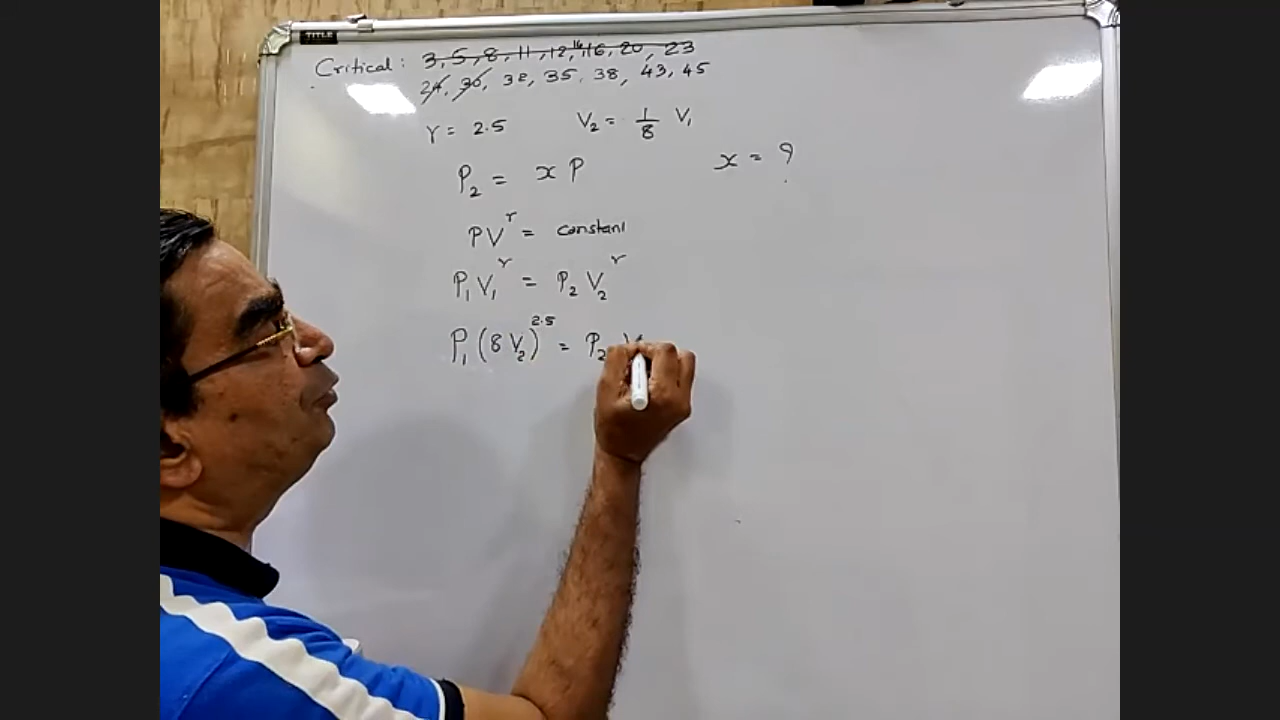 TITLE
Critical: 3, 5, 8, 11, 12, 14, 16, 20, 23
24, 30, 32, 35, 38, 43, 45
γ = 2.5 V₂ = 1/8 V₁
P₂ = x P x = ?
PV^γ = constant
P₁ V₁^γ = P₂ V₂^γ
P₁ (8 V₂)^2.5 = P₂ V